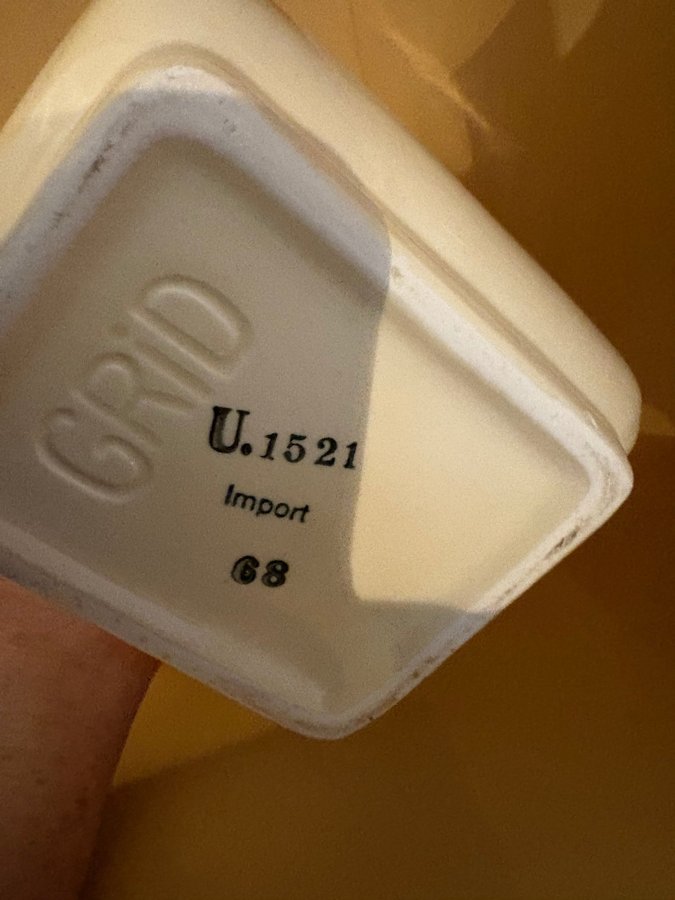 GRiD
U.1521
Import
68